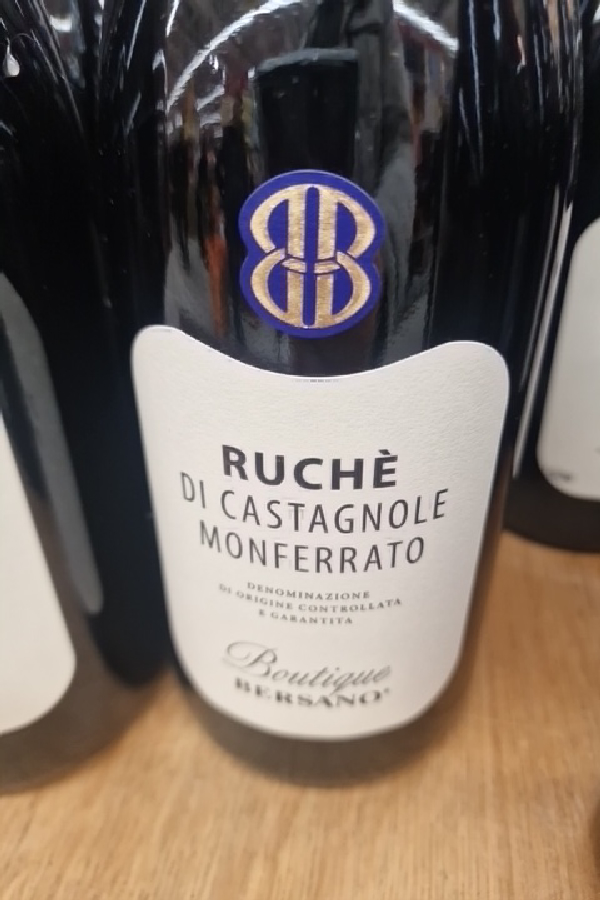 RUCHÈ
DI CASTAGNOLE
MONFERRATO
DENOMINAZIONE
DI ORIGINE CONTROLLATA
E GARANTITA
Boutique
BERSANO®